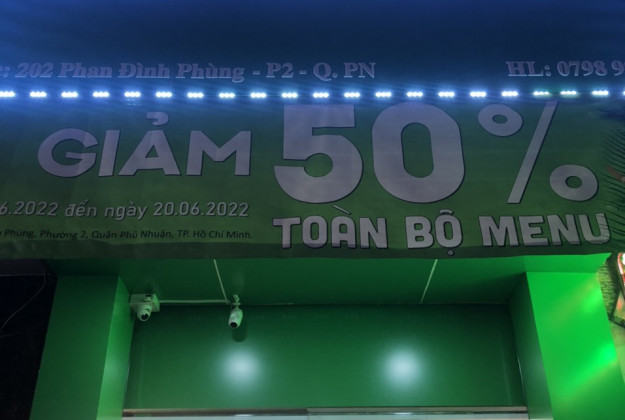 : 202 Phan Đình Phùng - P2 - Q. PN HL: 0798 9
GIẢM 50%
6.2022 đến ngày 20.06.2022
Phùng, Phường 2, Quận Phú Nhuận, TP. Hồ Chí Minh.
TOÀN BỘ MENU